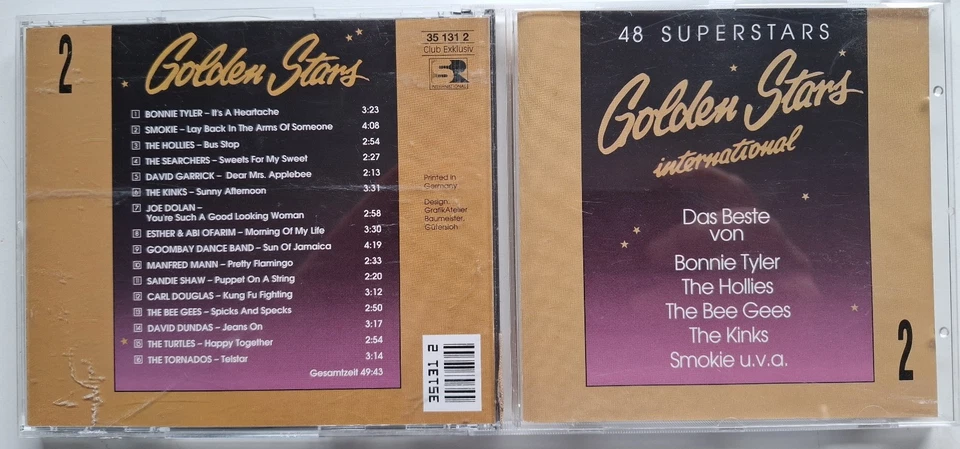 2
Golden Stars
35 131 2
Club Exklusiv
SR
INTERNATIONAL
1 BONNIE TYLER – It's A Heartache 3:23
2 SMOKIE – Lay Back In The Arms Of Someone 4:08
3 THE HOLLIES – Bus Stop 2:54
4 THE SEARCHERS – Sweets For My Sweet 2:27
5 DAVID GARRICK – Dear Mrs. Applebee 2:13
6 THE KINKS – Sunny Afternoon 3:31
7 JOE DOLAN –
You're Such A Good Looking Woman 2:58
8 ESTHER & ABI OFARIM – Morning Of My Life 3:30
9 GOOMBAY DANCE BAND – Sun Of Jamaica 4:19
10 MANFRED MANN – Pretty Flamingo 2:33
11 SANDIE SHAW – Puppet On A String 2:20
12 CARL DOUGLAS – Kung Fu Fighting 3:12
13 THE BEE GEES – Spicks And Specks 2:50
14 DAVID DUNDAS – Jeans On 3:17
15 THE TURTLES – Happy Together 2:54
16 THE TORNADOS – Telstar 3:14
Gesamtzeit 49:43
Printed in
Germany
Design:
GrafikAtelier
Baumeister,
Gütersloh
48 SUPERSTARS
Golden Stars
international
Das Beste
von
Bonnie Tyler
The Hollies
The Bee Gees
The Kinks
Smokie u.v.a.
2